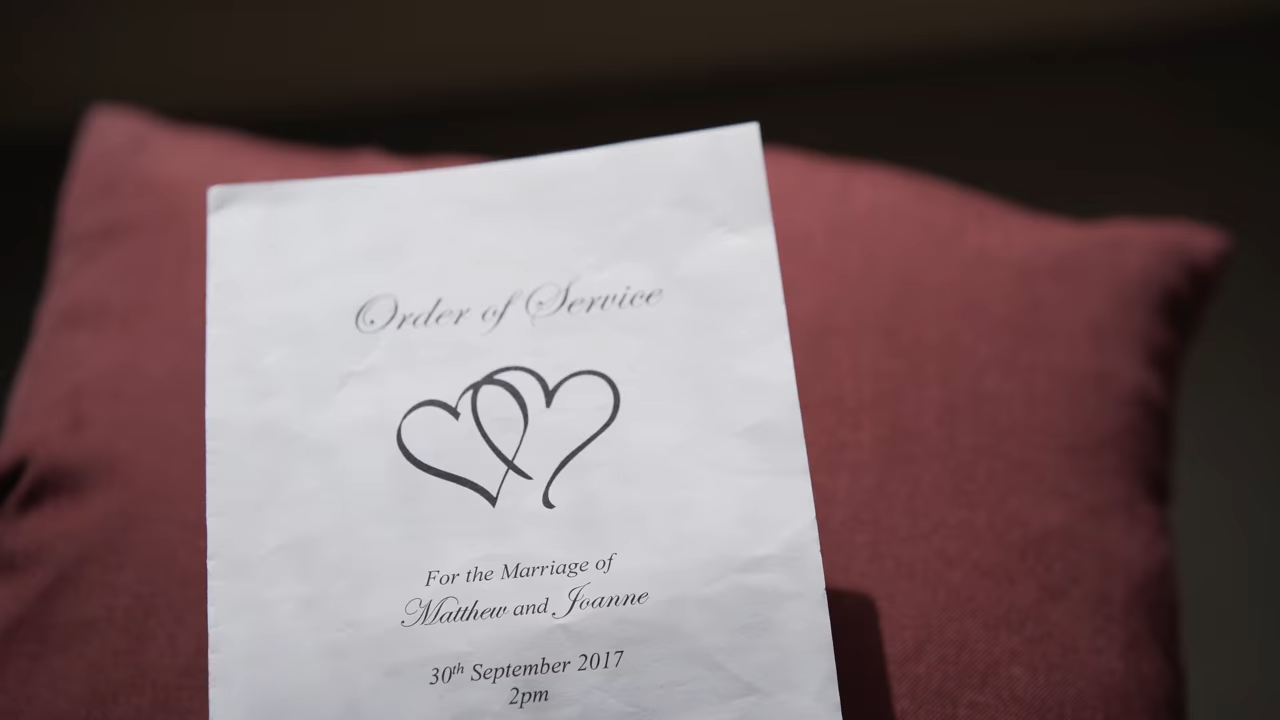 Order of Service
For the Marriage of
Matthew and Joanne
30th September 2017
2pm